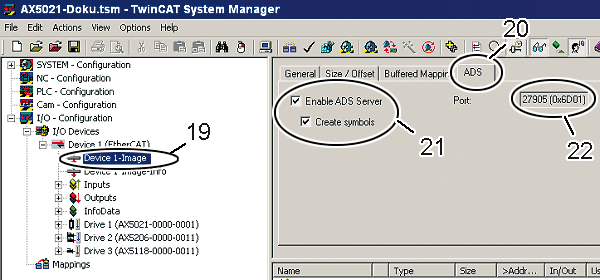 AX5021-Doku.tsm - TwinCAT System Manager
File Edit Actions View Options Help
20
SYSTEM - Configuration
NC - Configuration
PLC - Configuration
Cam - Configuration
I/O - Configuration
I/O Devices
Device 1 (EtherCAT)
Device 1-Image
19
Device 1-Image-Info
Inputs
Outputs
InfoData
Drive 1 (AX5021-0000-0001)
Drive 2 (AX5206-0000-0011)
Drive 3 (AX5118-0000-0011)
Mappings
General Size / Offset Buffered Mappin ADS
Enable ADS Server
Port: 27905 (0x6D01)
Create symbols
21
22
Name Type Size >Addr... In/Out Us